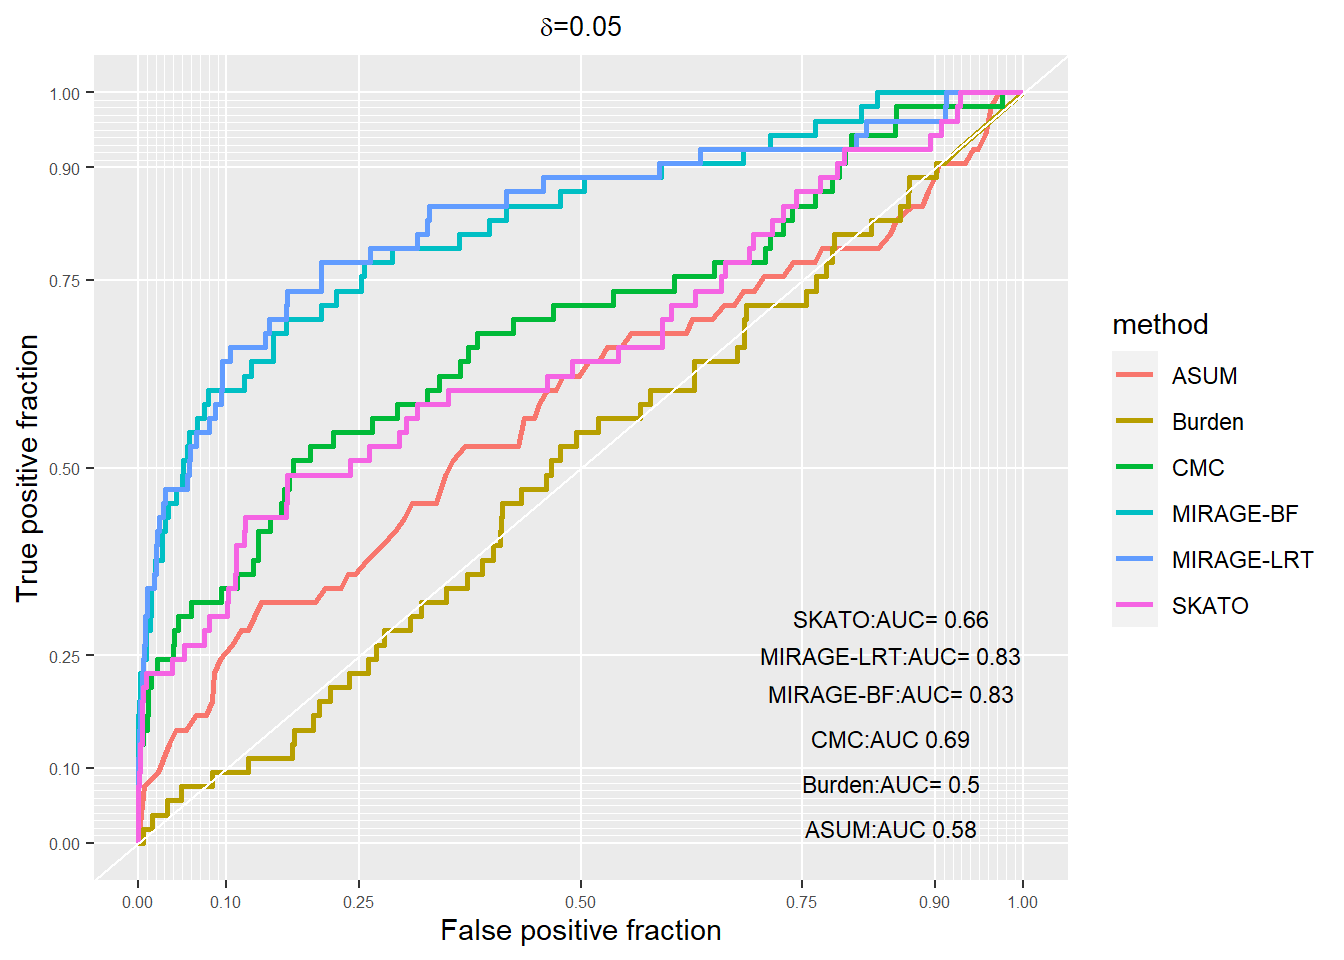 δ=0.05
1.00
0.90
0.75
0.50
0.25
0.10
0.00
True positive fraction
SKATO:AUC= 0.66
MIRAGE-LRT:AUC= 0.83
MIRAGE-BF:AUC= 0.83
CMC:AUC 0.69
Burden:AUC= 0.5
ASUM:AUC 0.58
0.00 0.10 0.25 0.50 0.75 0.90 1.00
False positive fraction
method
ASUM
Burden
CMC
MIRAGE-BF
MIRAGE-LRT
SKATO